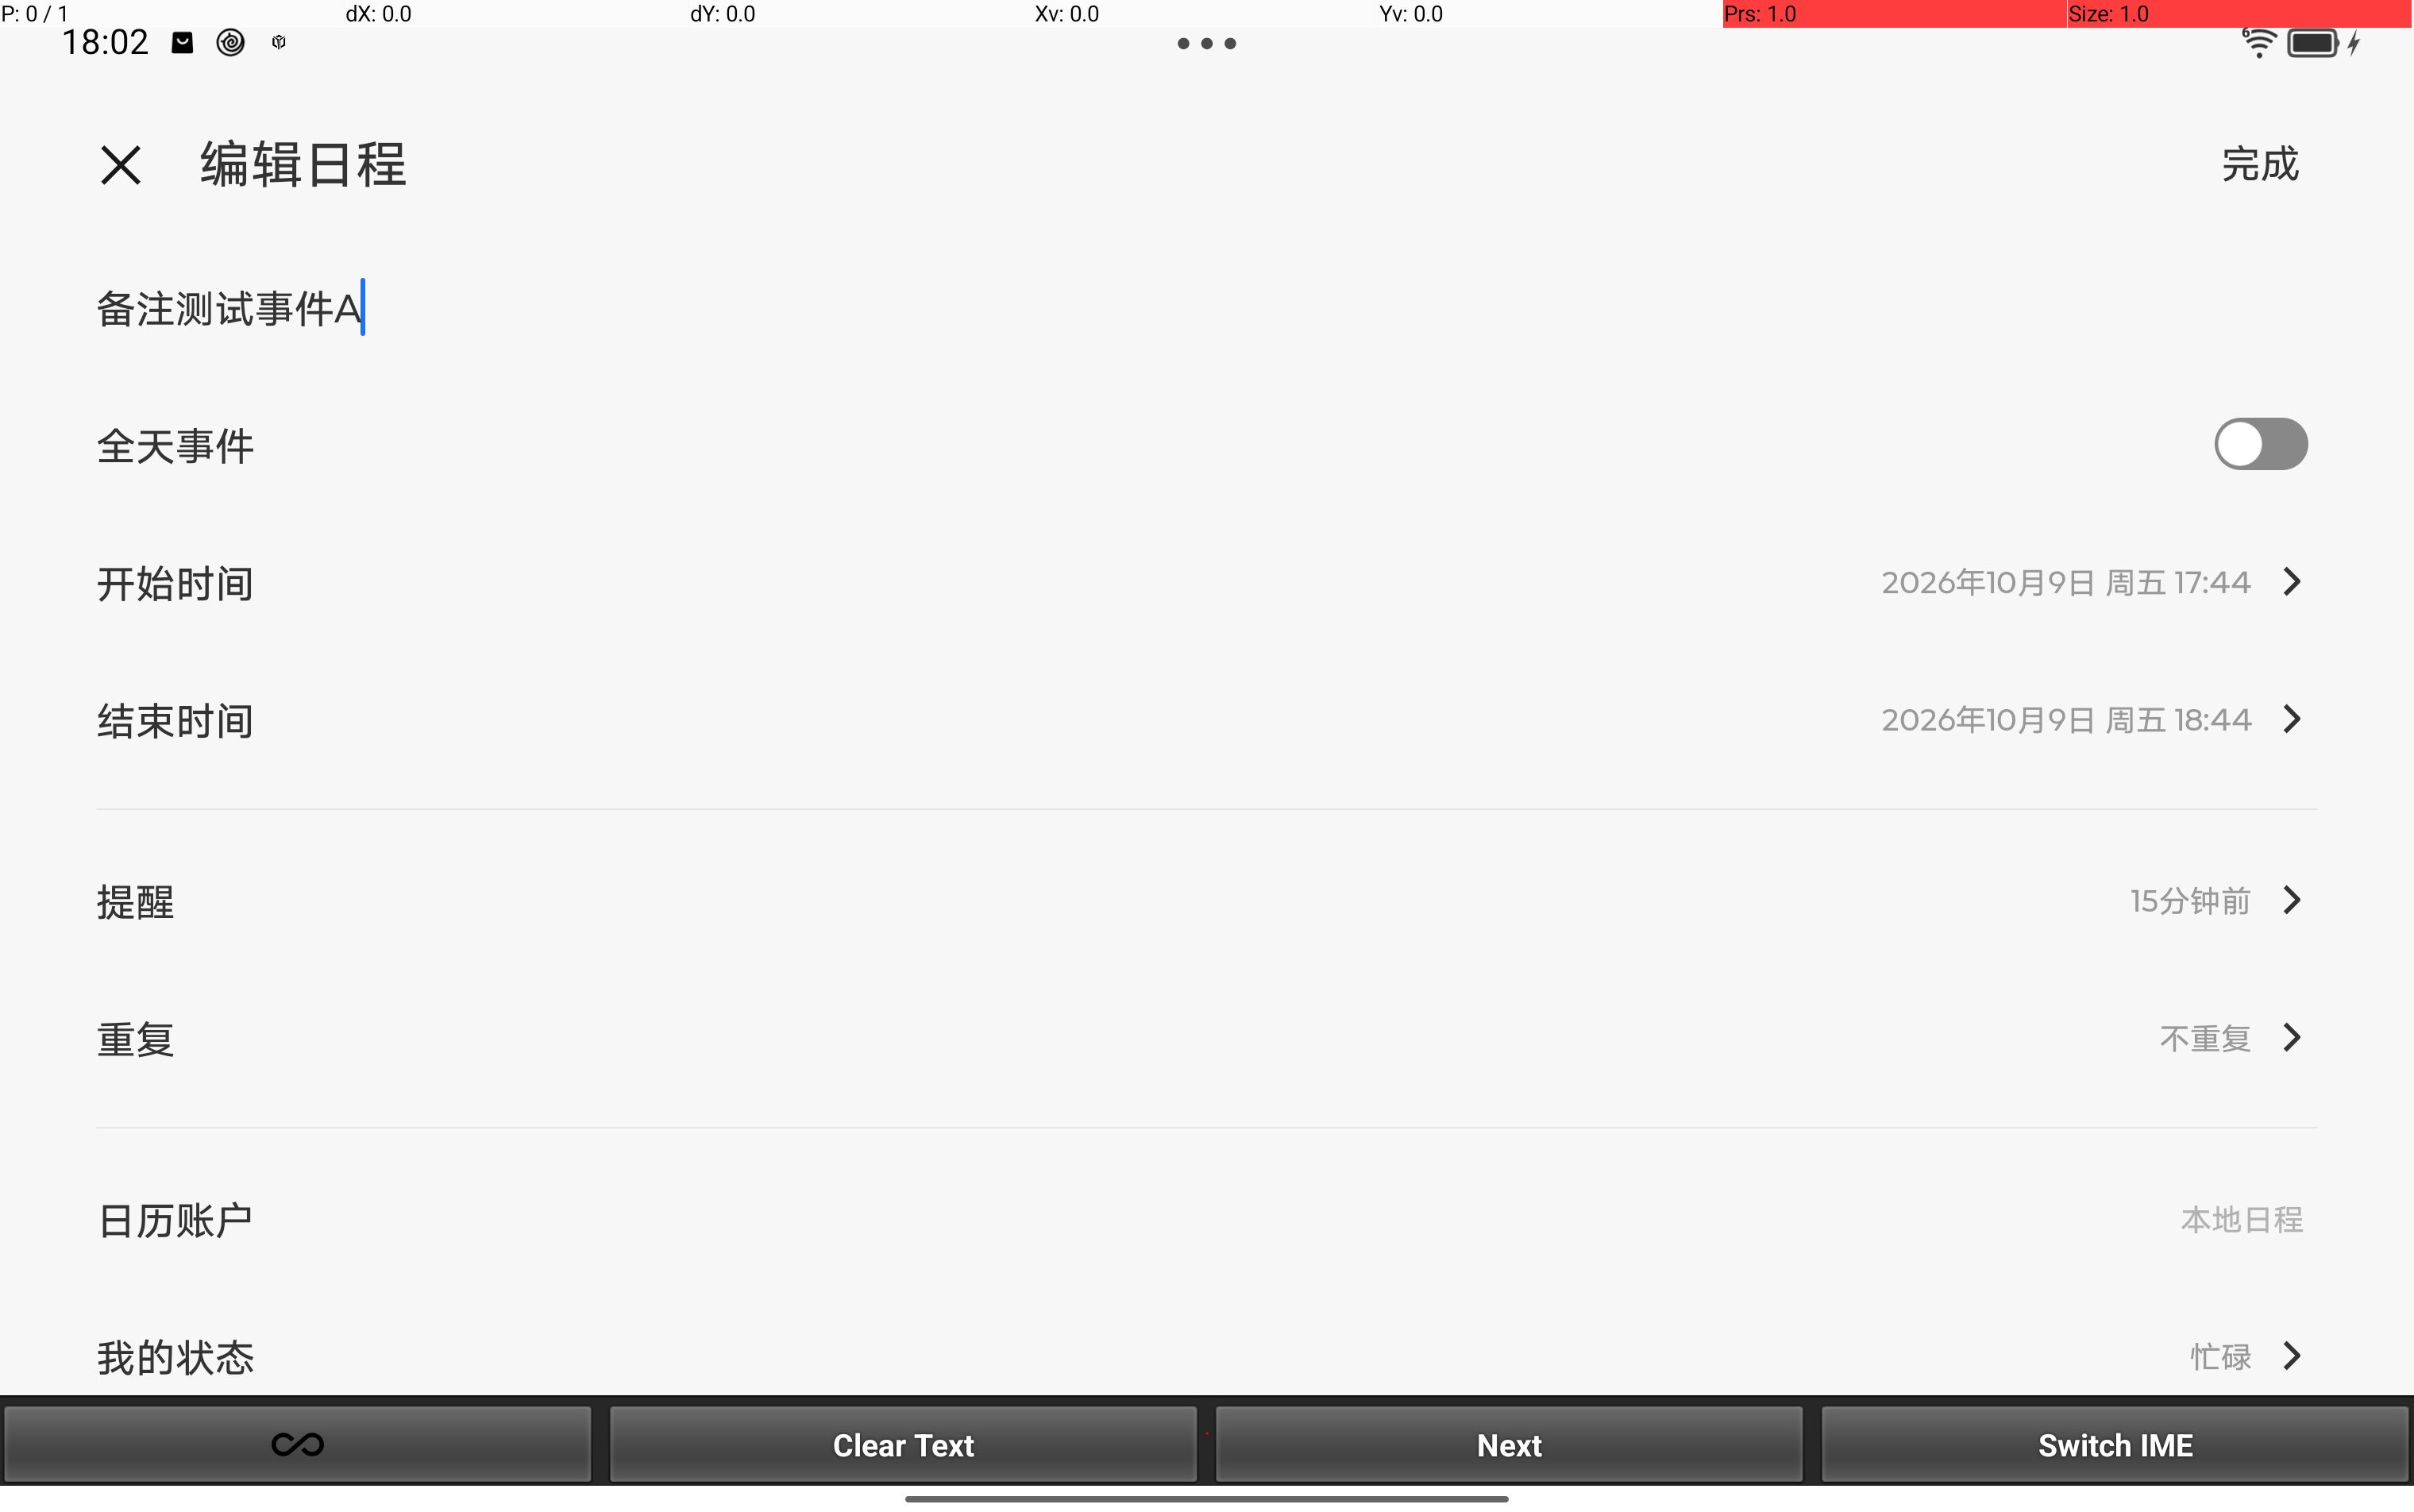 P: 0 / 1 dX: 0.0 dY: 0.0 Xv: 0.0 Yv: 0.0 Prs: 1.0 Size: 1.0
18:02 6
编辑日程 完成
备注测试事件A
全天事件
开始时间 2026年10月9日 周五 17:44
结束时间 2026年10月9日 周五 18:44
提醒 15分钟前
重复 不重复
日历账户 本地日程
我的状态 忙碌
Clear Text Next Switch IME